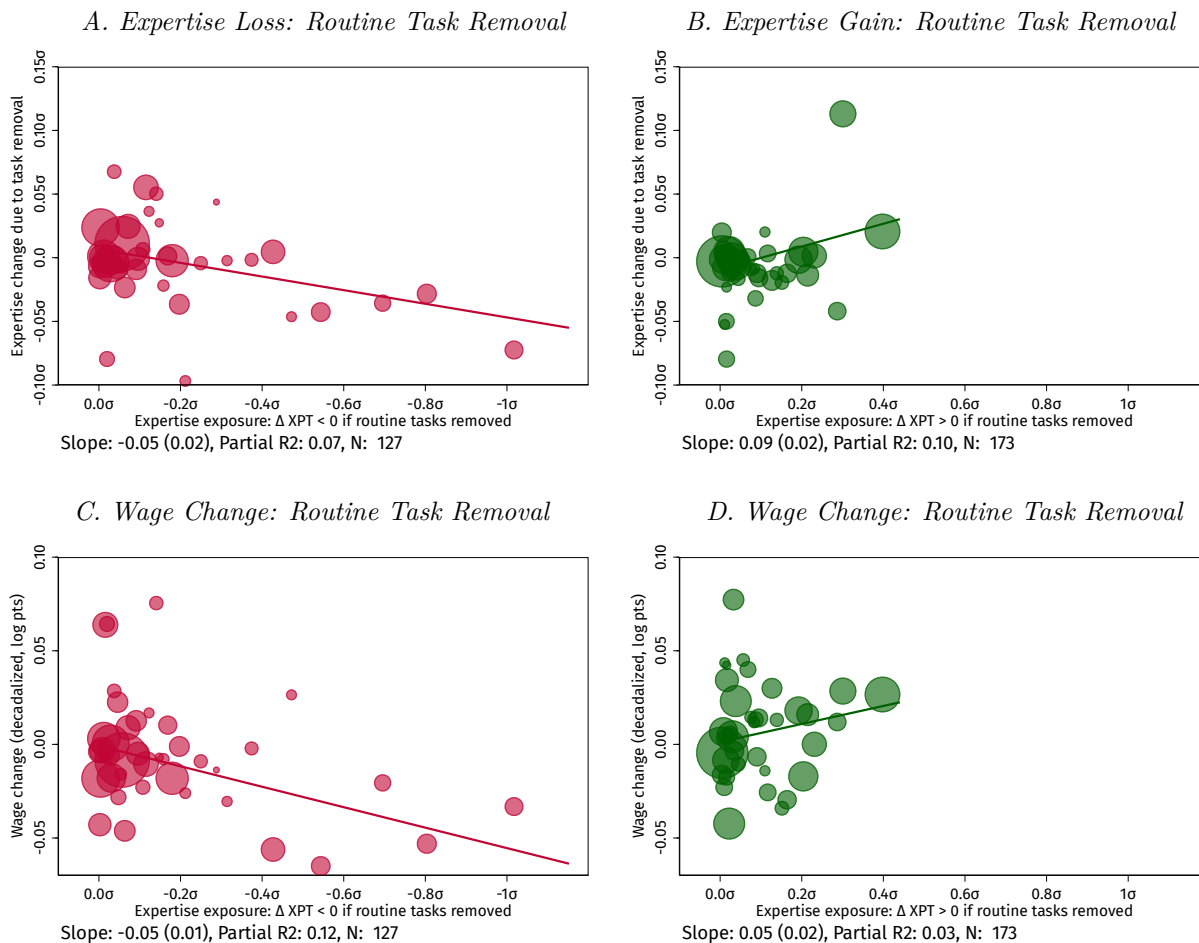 A. Expertise Loss: Routine Task Removal
Expertise change due to task removal
0.15σ
0.10σ
0.05σ
0.0σ
-0.05σ
-0.10σ
0.0σ -0.2σ -0.4σ -0.6σ -0.8σ -1σ
Expertise exposure: Δ XPT < 0 if routine tasks removed
Slope: -0.05 (0.02), Partial R2: 0.07, N: 127
B. Expertise Gain: Routine Task Removal
Expertise change due to task removal
0.15σ
0.10σ
0.05σ
0.0σ
-0.05σ
-0.10σ
0.0σ 0.2σ 0.4σ 0.6σ 0.8σ 1σ
Expertise exposure: Δ XPT > 0 if routine tasks removed
Slope: 0.09 (0.02), Partial R2: 0.10, N: 173
C. Wage Change: Routine Task Removal
Wage change (decadalized, log pts)
0.10
0.05
0.00
-0.05
0.0σ -0.2σ -0.4σ -0.6σ -0.8σ -1σ
Expertise exposure: Δ XPT < 0 if routine tasks removed
Slope: -0.05 (0.01), Partial R2: 0.12, N: 127
D. Wage Change: Routine Task Removal
Wage change (decadalized, log pts)
0.10
0.05
0.00
-0.05
0.0σ 0.2σ 0.4σ 0.6σ 0.8σ 1σ
Expertise exposure: Δ XPT > 0 if routine tasks removed
Slope: 0.05 (0.02), Partial R2: 0.03, N: 173